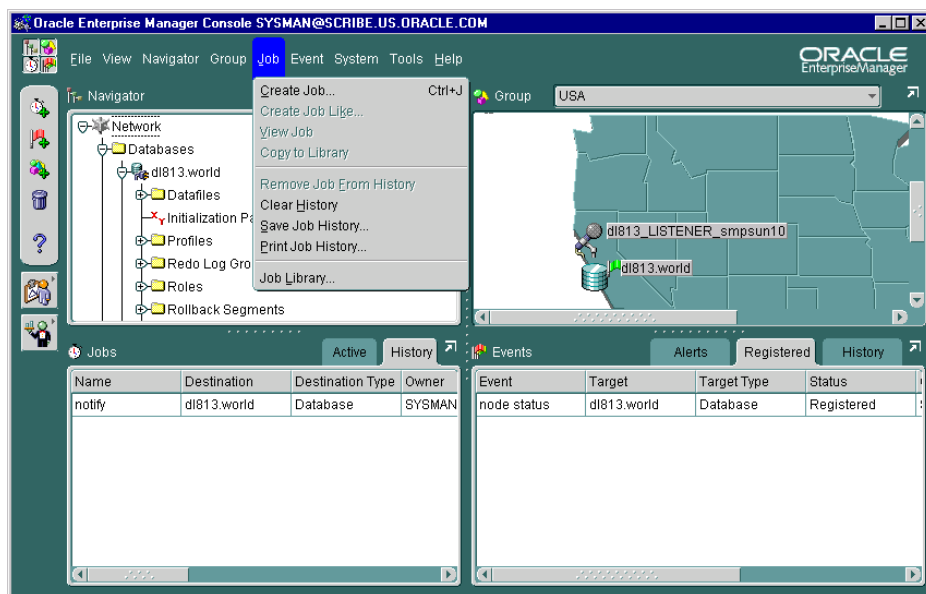 Oracle Enterprise Manager Console SYSMAN@SCRIBE.US.ORACLE.COM
File View Navigator Group Job Event System Tools Help
ORACLE
EnterpriseManager
Navigator
Network
Databases
dl813.world
Datafiles
Initialization Pa
Profiles
Redo Log Gro
Roles
Rollback Segments
Create Job... Ctrl+J
Create Job Like...
View Job
Copy to Library
Remove Job From History
Clear History
Save Job History...
Print Job History...
Job Library...
Group USA
dl813_LISTENER_smpsun10
dl813.world
Jobs Active History
Name Destination Destination Type Owner
notify dl813.world Database SYSMAN
Events Alerts Registered History
Event Target Target Type Status
node status dl813.world Database Registered